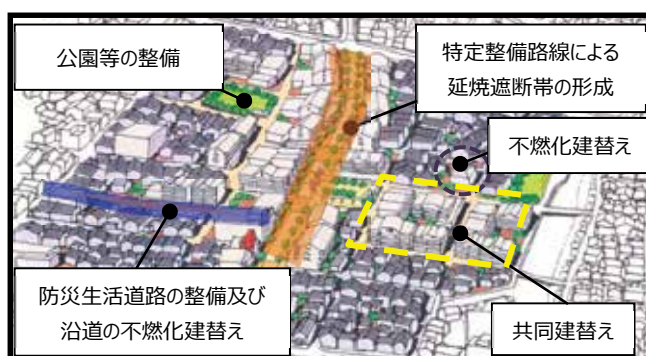 公園等の整備
特定整備路線による
延焼遮断帯の形成
不燃化建替え
防災生活道路の整備及び
沿道の不燃化建替え
共同建替え